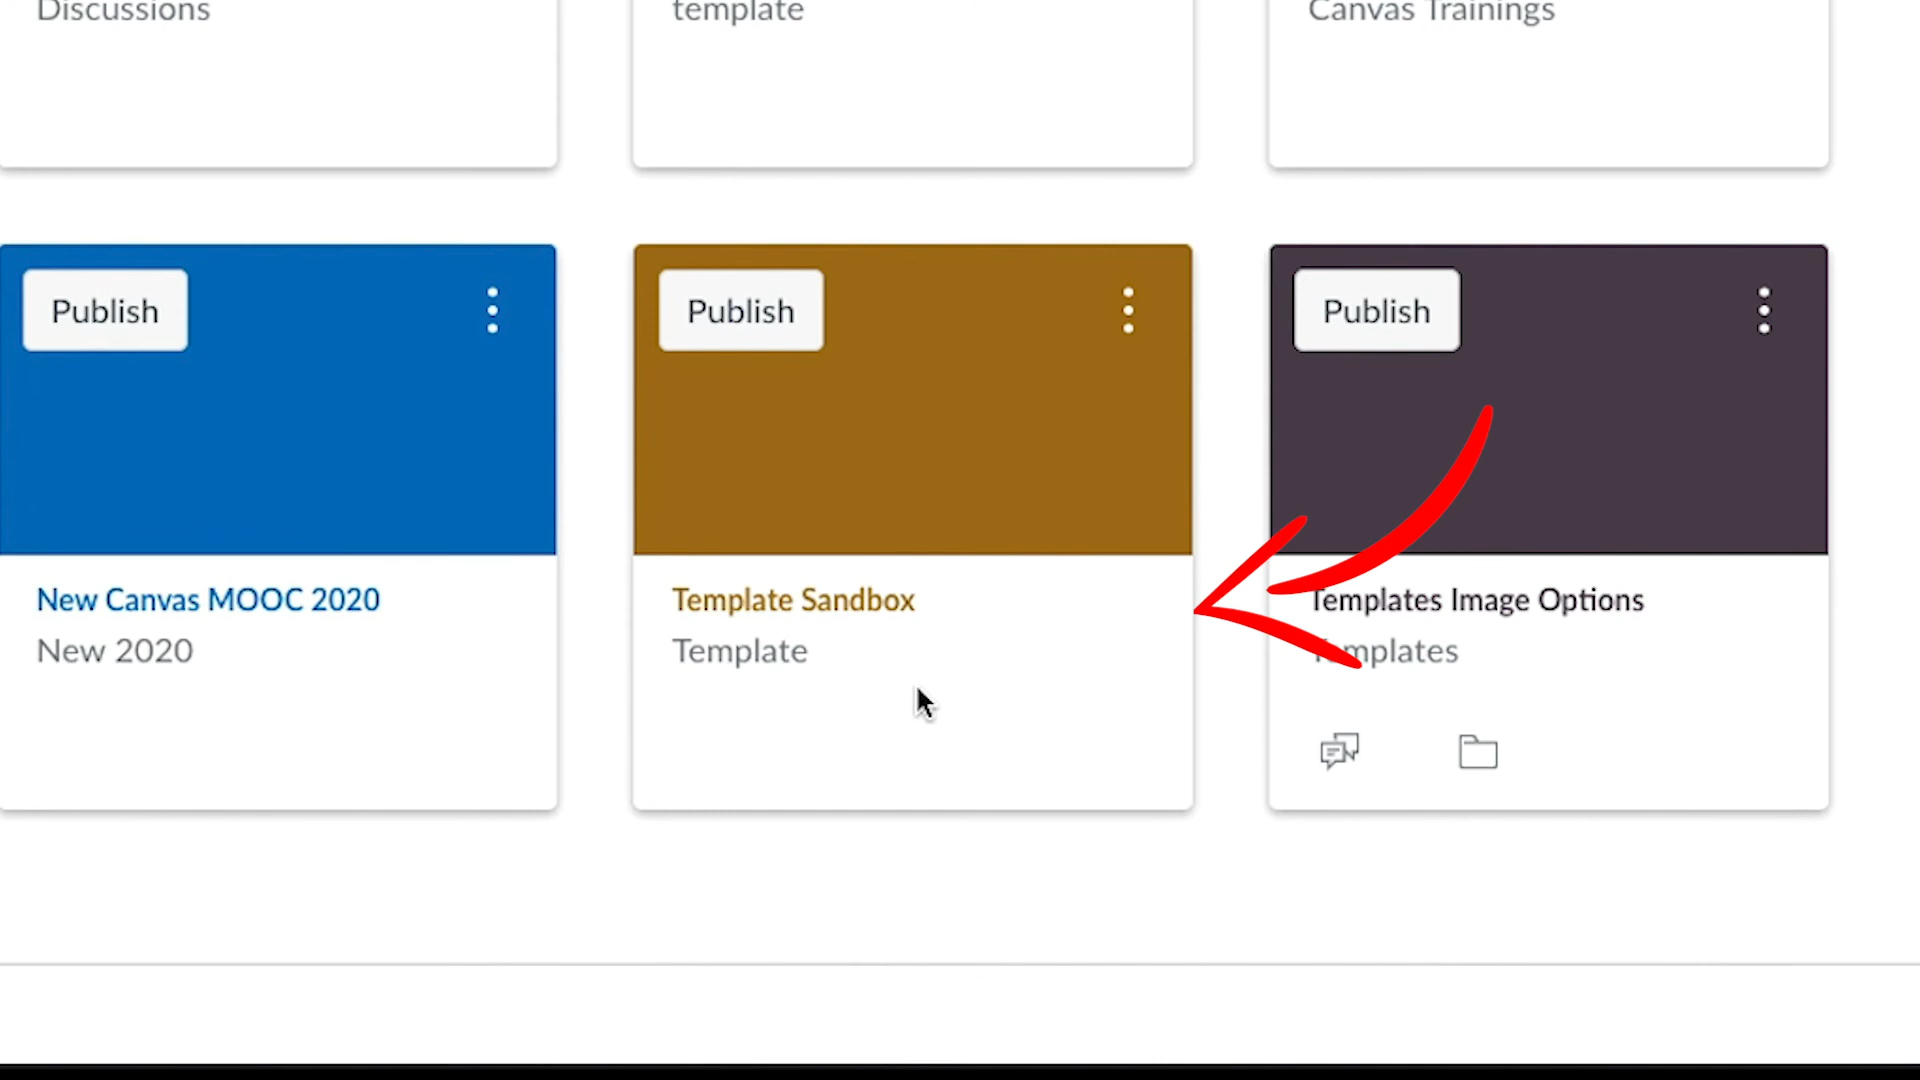 Discussions
template
Canvas Trainings
Publish
Publish
Publish
New Canvas MOOC 2020
New 2020
Template Sandbox
Template
Templates Image Options
Templates